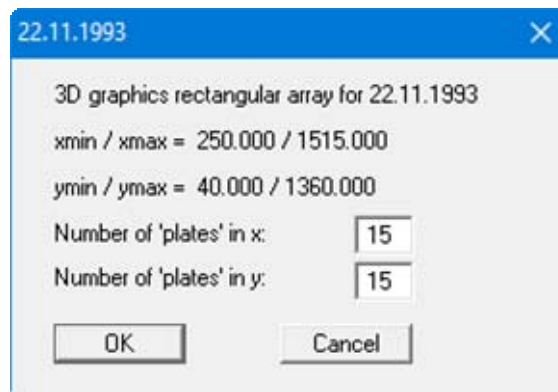 22.11.1993
3D graphics rectangular array for 22.11.1993
xmin / xmax = 250.000 / 1515.000
ymin / ymax = 40.000 / 1360.000
Number of 'plates' in x: 15
Number of 'plates' in y: 15
OK Cancel